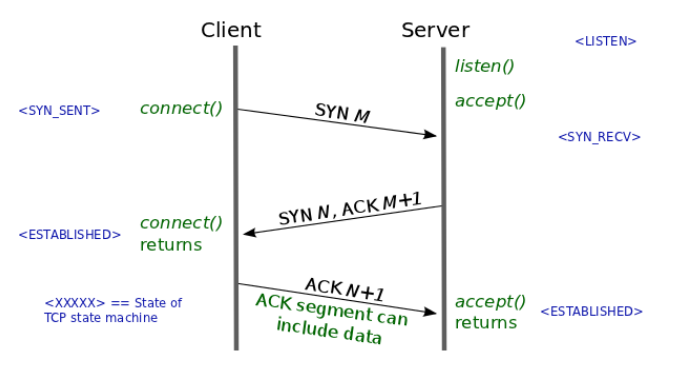 Client
Server
<LISTEN>
listen()
accept()
<SYN_SENT>
connect()
SYN M
<SYN_RECV>
SYN N, ACK M+1
connect()
returns
<ESTABLISHED>
ACK N+1
ACK segment can
include data
<XXXXX> == State of
TCP state machine
accept()
returns
<ESTABLISHED>